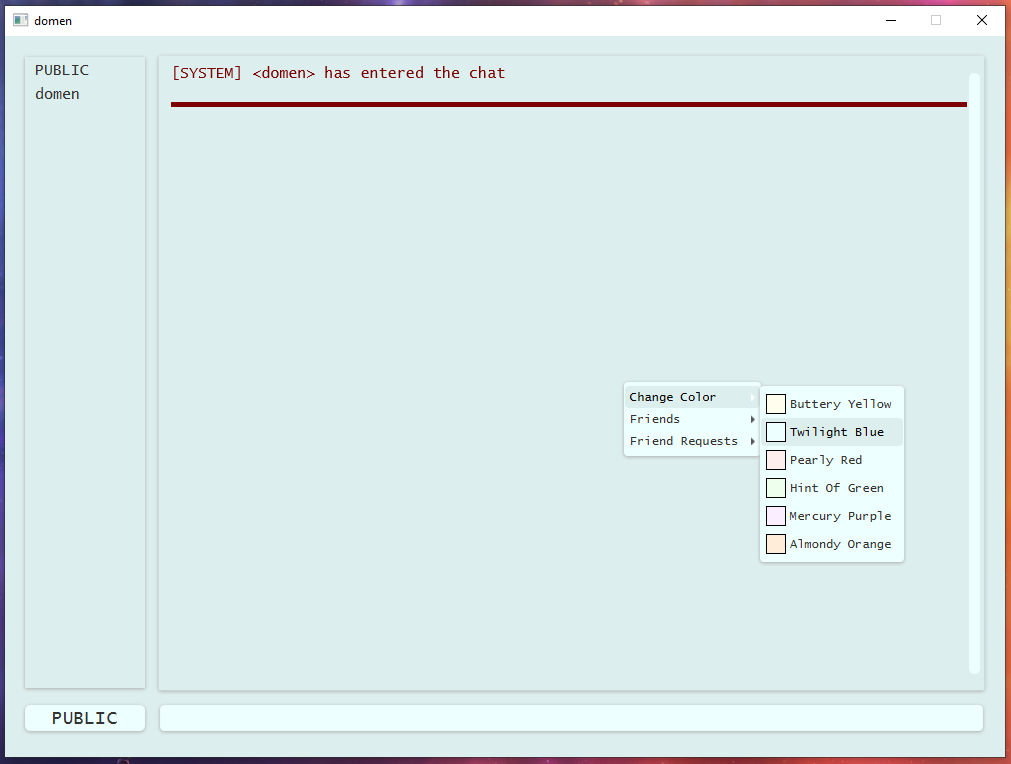 domen
PUBLIC
domen
[SYSTEM] <domen> has entered the chat
Change Color
Friends
Friend Requests
Buttery Yellow
Twilight Blue
Pearly Red
Hint Of Green
Mercury Purple
Almondy Orange
PUBLIC